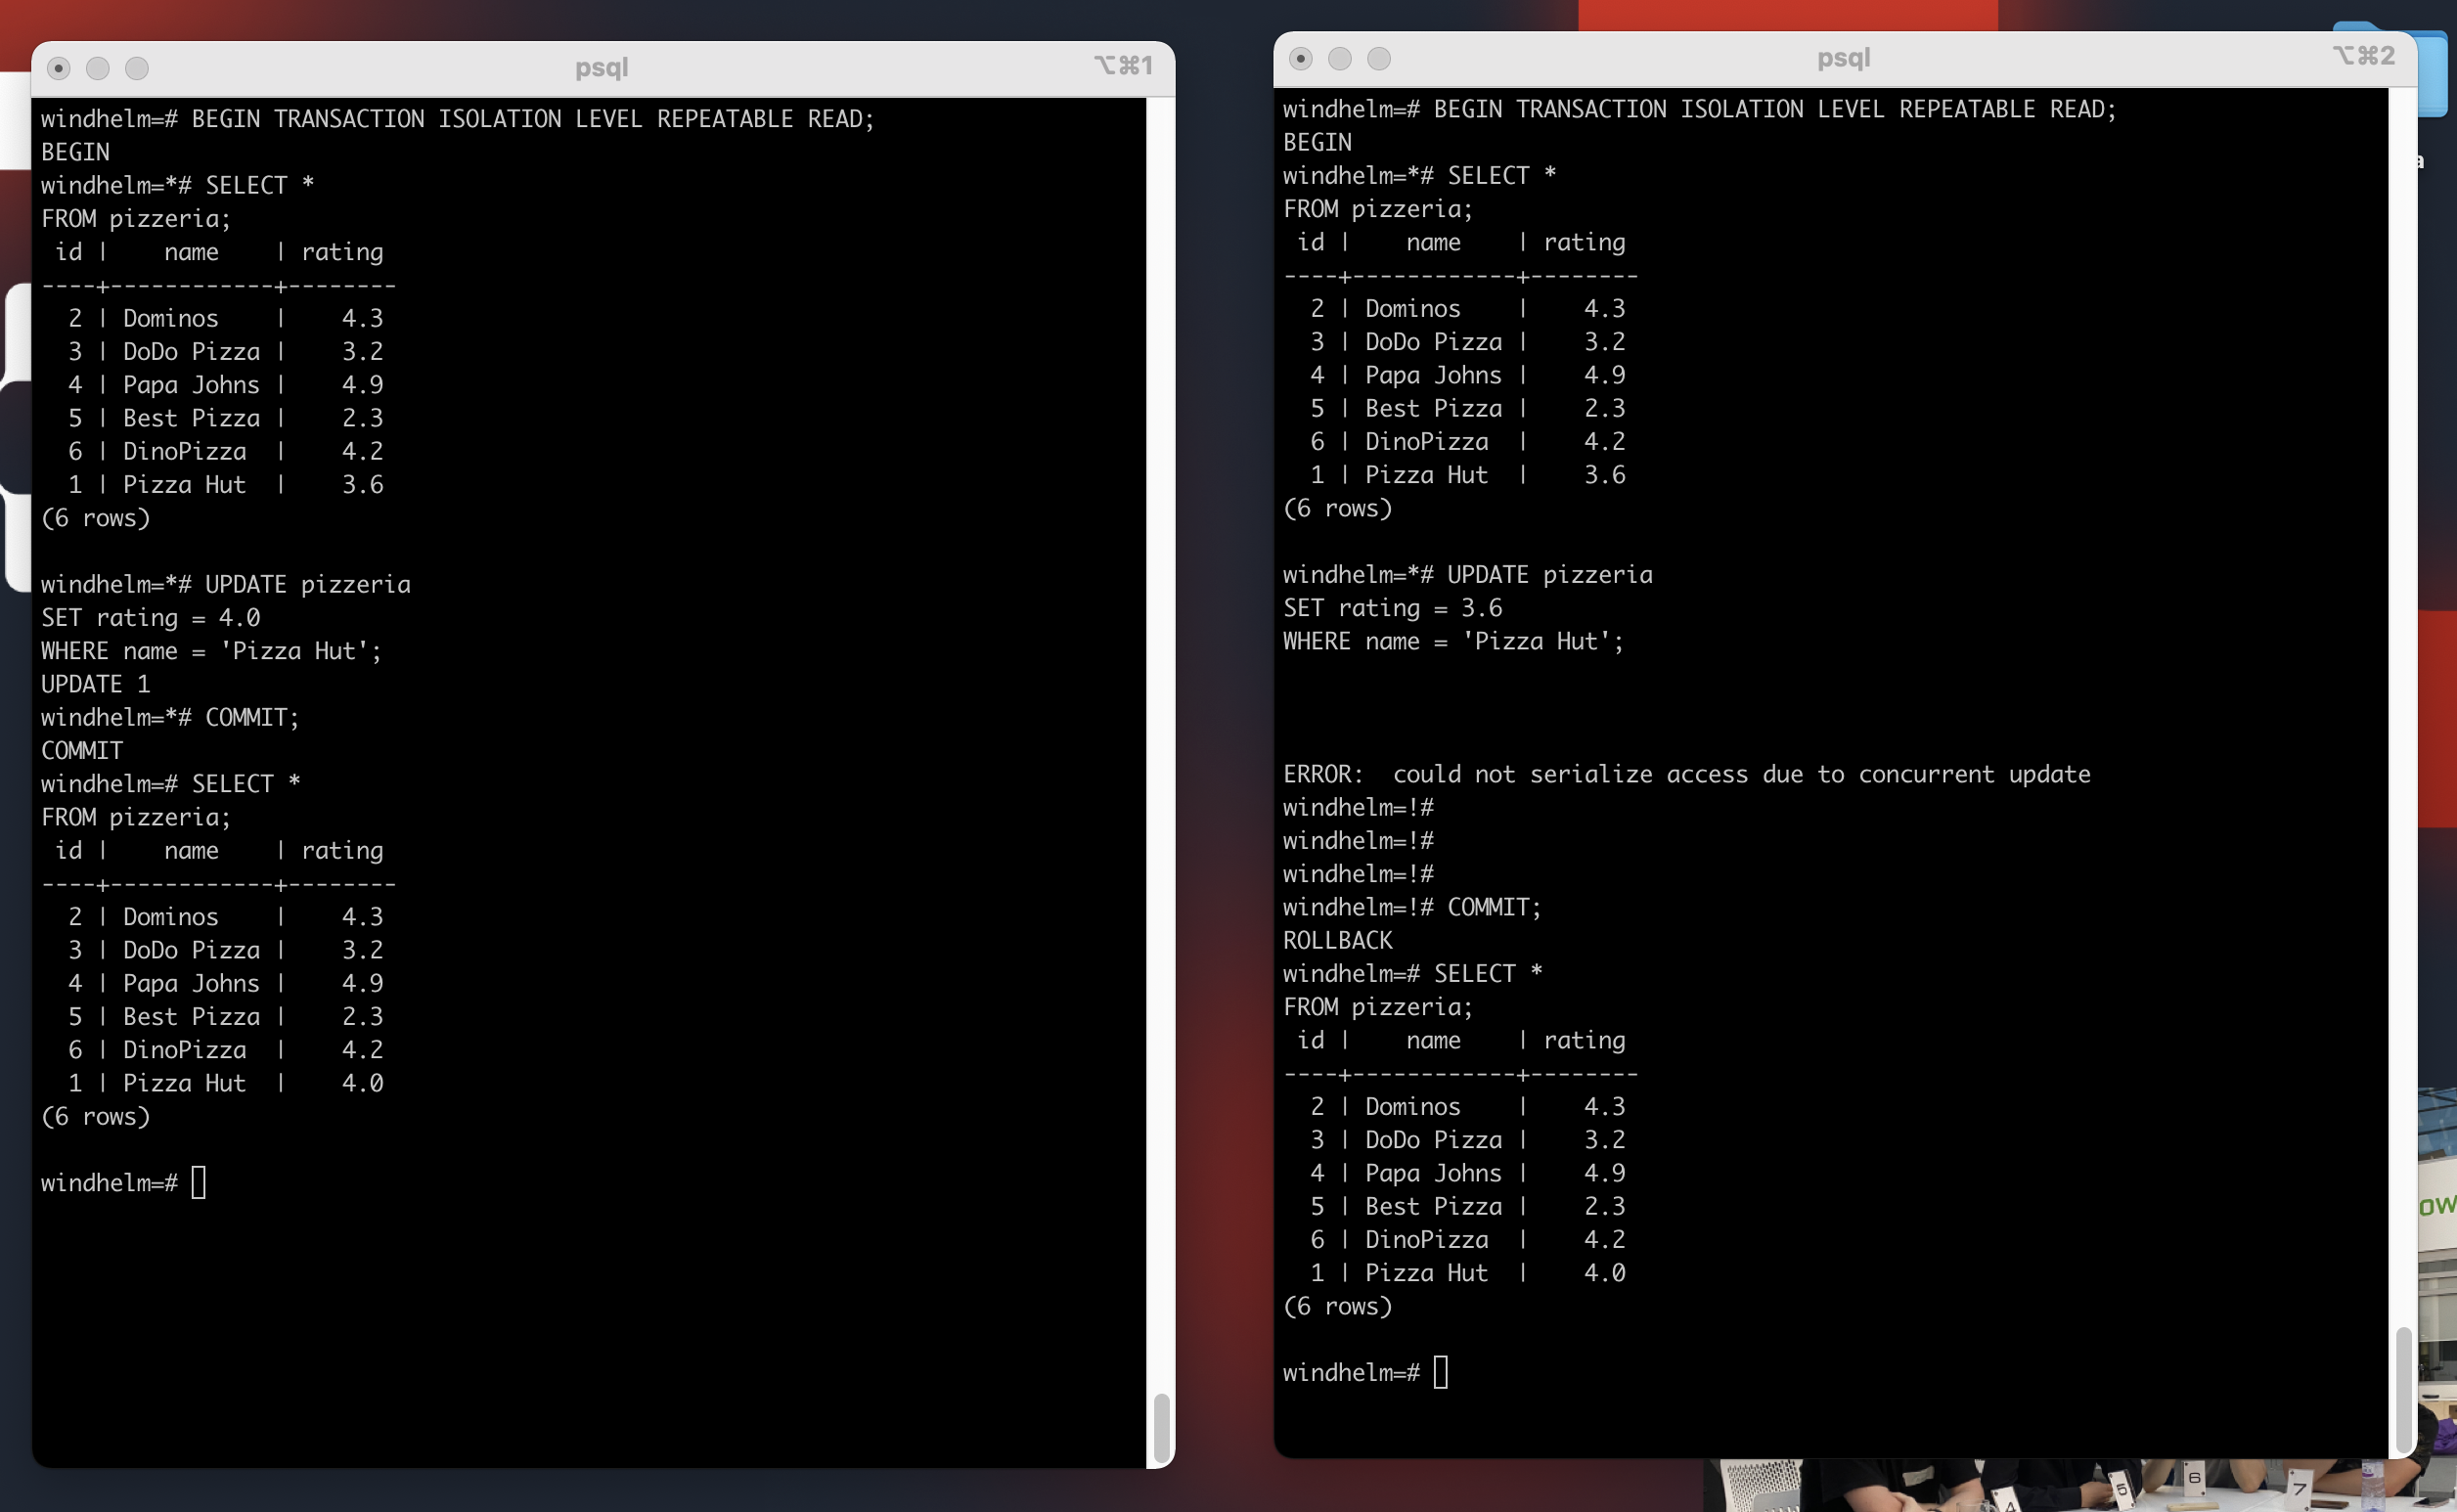 psql
⌥⌘1
windhelm=# BEGIN TRANSACTION ISOLATION LEVEL REPEATABLE READ;
BEGIN
windhelm=*# SELECT *
FROM pizzeria;
 id |    name    | rating
----+------------+--------
  2 | Dominos    |    4.3
  3 | DoDo Pizza |    3.2
  4 | Papa Johns |    4.9
  5 | Best Pizza |    2.3
  6 | DinoPizza  |    4.2
  1 | Pizza Hut  |    3.6
(6 rows)
windhelm=*# UPDATE pizzeria
SET rating = 4.0
WHERE name = 'Pizza Hut';
UPDATE 1
windhelm=*# COMMIT;
COMMIT
windhelm=# SELECT *
FROM pizzeria;
 id |    name    | rating
----+------------+--------
  2 | Dominos    |    4.3
  3 | DoDo Pizza |    3.2
  4 | Papa Johns |    4.9
  5 | Best Pizza |    2.3
  6 | DinoPizza  |    4.2
  1 | Pizza Hut  |    4.0
(6 rows)
windhelm=#
psql
⌥⌘2
windhelm=# BEGIN TRANSACTION ISOLATION LEVEL REPEATABLE READ;
BEGIN
windhelm=*# SELECT *
FROM pizzeria;
 id |    name    | rating
----+------------+--------
  2 | Dominos    |    4.3
  3 | DoDo Pizza |    3.2
  4 | Papa Johns |    4.9
  5 | Best Pizza |    2.3
  6 | DinoPizza  |    4.2
  1 | Pizza Hut  |    3.6
(6 rows)
windhelm=*# UPDATE pizzeria
SET rating = 3.6
WHERE name = 'Pizza Hut';
ERROR:  could not serialize access due to concurrent update
windhelm=!#
windhelm=!#
windhelm=!#
windhelm=!# COMMIT;
ROLLBACK
windhelm=# SELECT *
FROM pizzeria;
 id |    name    | rating
----+------------+--------
  2 | Dominos    |    4.3
  3 | DoDo Pizza |    3.2
  4 | Papa Johns |    4.9
  5 | Best Pizza |    2.3
  6 | DinoPizza  |    4.2
  1 | Pizza Hut  |    4.0
(6 rows)
windhelm=#
4
5
6
7